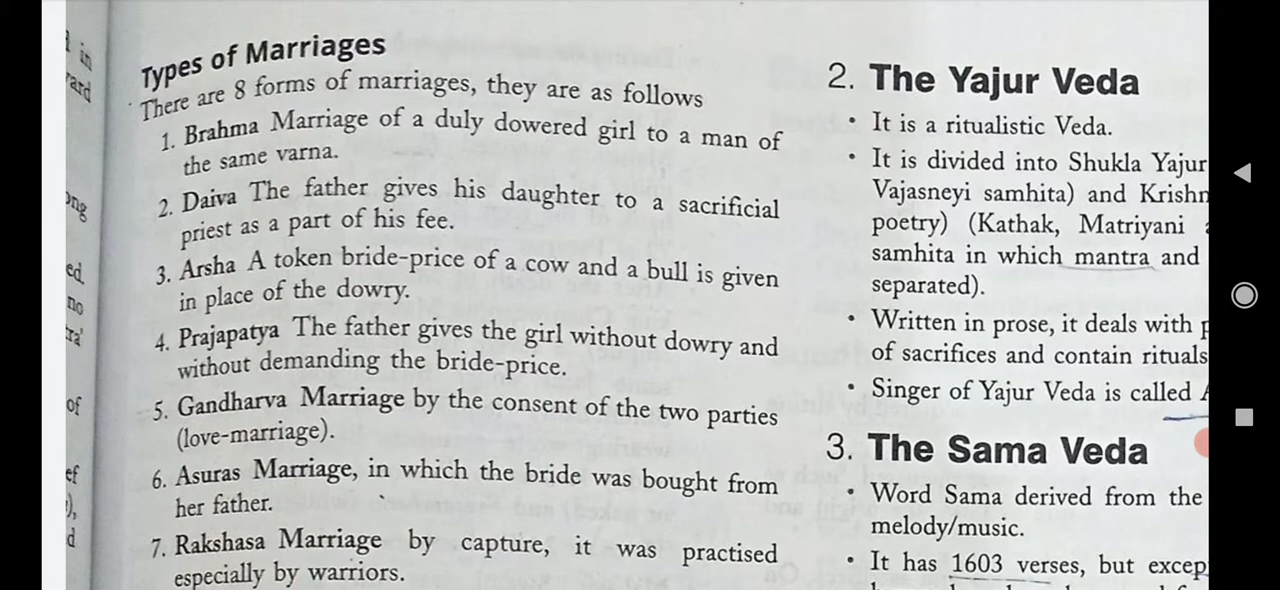 in
ard
Types of Marriages
There are 8 forms of marriages, they are as follows
1. Brahma Marriage of a duly dowered girl to a man of
the same varna.
2. Daiva The father gives his daughter to a sacrificial
priest as a part of his fee.
3. Arsha A token bride-price of a cow and a bull is given
in place of the dowry.
4. Prajapatya The father gives the girl without dowry and
without demanding the bride-price.
5. Gandharva Marriage by the consent of the two parties
(love-marriage).
6. Asuras Marriage, in which the bride was bought from
her father.
7. Rakshasa Marriage by capture, it was practised
especially by warriors.
ong
ed.
no
of
ef
d
2. The Yajur Veda
• It is a ritualistic Veda.
• It is divided into Shukla Yajur
Vajasneyi samhita) and Krishn
poetry) (Kathak, Matriyani
samhita in which mantra and
separated).
• Written in prose, it deals with p
of sacrifices and contain rituals
• Singer of Yajur Veda is called
3. The Sama Veda
• Word Sama derived from the
melody/music.
• It has 1603 verses, but excep